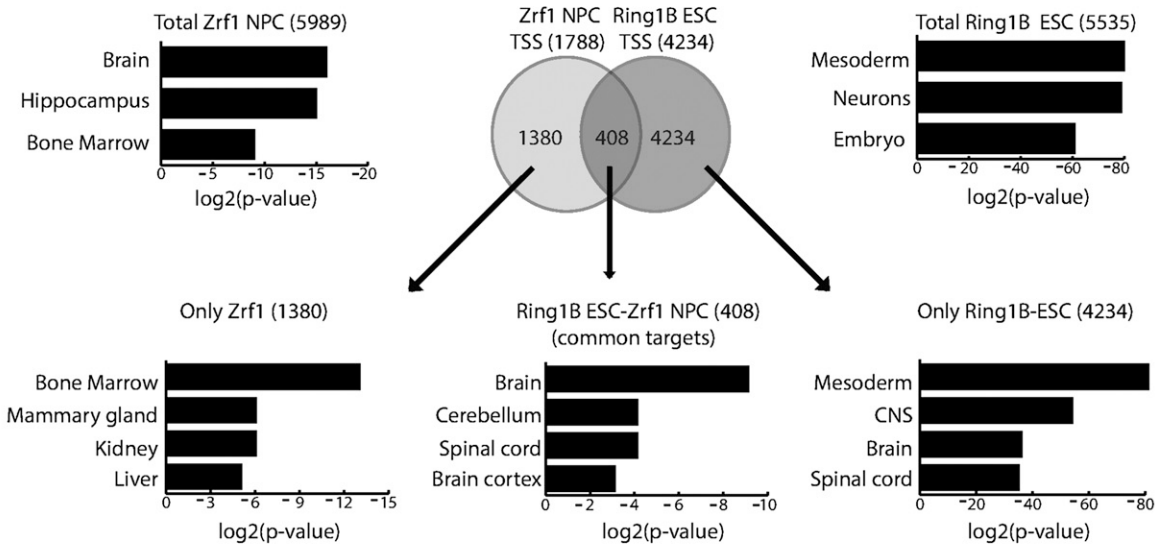 Total Zrf1 NPC (5989)
Brain
Hippocampus
Bone Marrow
0 -5 -10 -15 -20
log2(p-value)
Zrf1 NPC Ring1B ESC
TSS (1788) TSS (4234)
1380 408 4234
Total Ring1B ESC (5535)
Mesoderm
Neurons
Embryo
0 -20 -40 -60 -80
log2(p-value)
Only Zrf1 (1380)
Bone Marrow
Mammary gland
Kidney
Liver
0 -3 -6 -9 -12 -15
log2(p-value)
Ring1B ESC-Zrf1 NPC (408)
(common targets)
Brain
Cerebellum
Spinal cord
Brain cortex
0 -2 -4 -6 -8 -10
log2(p-value)
Only Ring1B-ESC (4234)
Mesoderm
CNS
Brain
Spinal cord
0 -20 -40 -60 -80
log2(p-value)